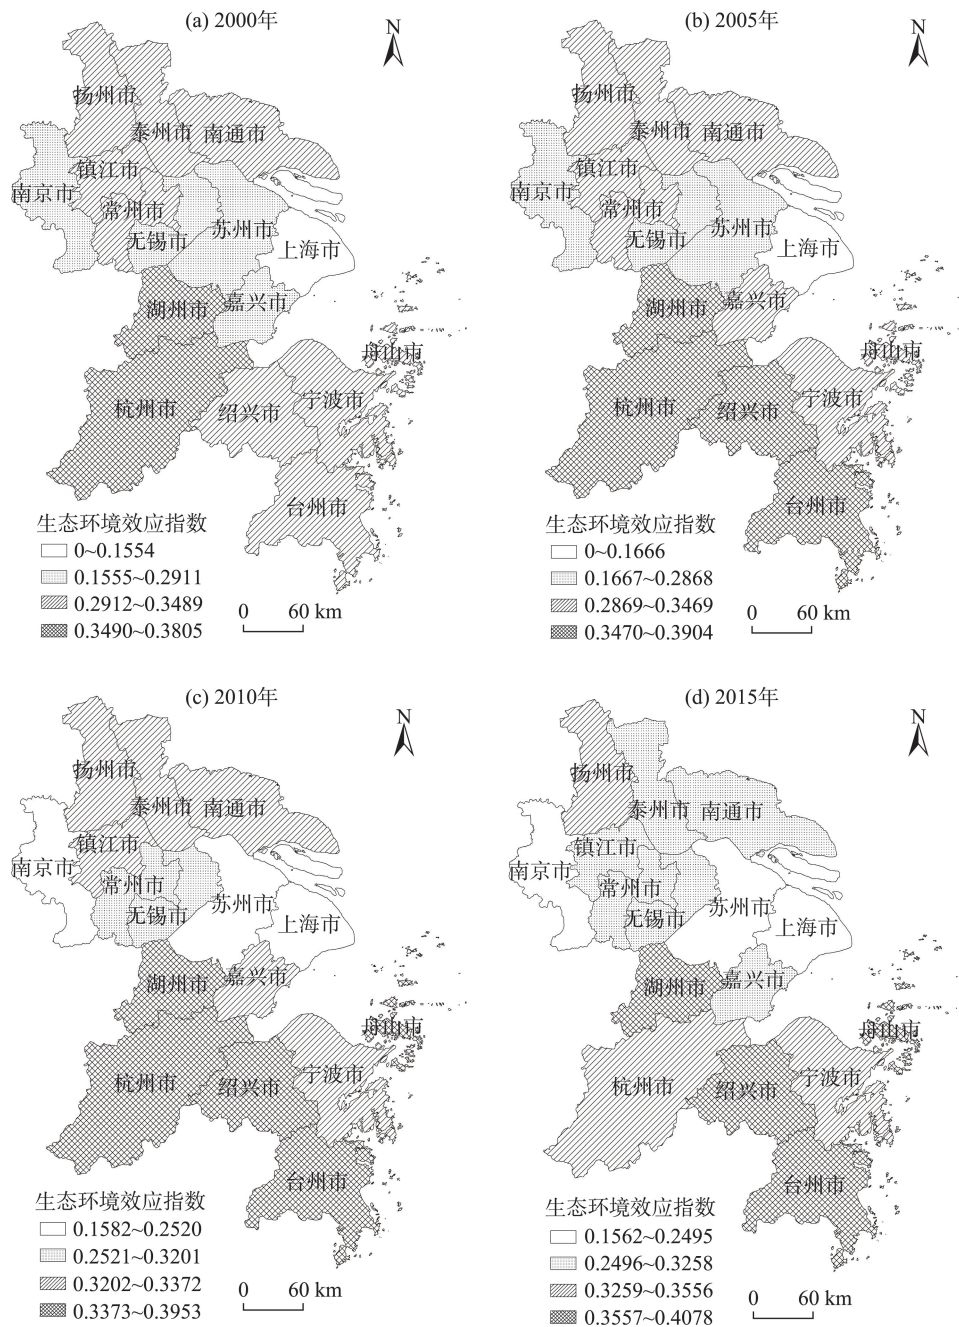 (a) 2000年
N
扬州市
泰州市
南通市
镇江市
南京市
常州市
苏州市
无锡市
上海市
湖州市
嘉兴市
舟山市
杭州市
绍兴市
宁波市
台州市
生态环境效应指数
0~0.1554
0.1555~0.2911
0.2912~0.3489
0.3490~0.3805
0 60 km
(b) 2005年
N
扬州市
泰州市
南通市
镇江市
南京市
常州市
苏州市
无锡市
上海市
湖州市
嘉兴市
舟山市
杭州市
绍兴市
宁波市
台州市
生态环境效应指数
0~0.1666
0.1667~0.2868
0.2869~0.3469
0.3470~0.3904
0 60 km
(c) 2010年
N
扬州市
泰州市
南通市
镇江市
南京市
常州市
苏州市
无锡市
上海市
湖州市
嘉兴市
舟山市
杭州市
绍兴市
宁波市
台州市
生态环境效应指数
0.1582~0.2520
0.2521~0.3201
0.3202~0.3372
0.3373~0.3953
0 60 km
(d) 2015年
N
扬州市
泰州市
南通市
镇江市
南京市
常州市
苏州市
无锡市
上海市
湖州市
嘉兴市
舟山市
杭州市
绍兴市
宁波市
台州市
生态环境效应指数
0.1562~0.2495
0.2496~0.3258
0.3259~0.3556
0.3557~0.4078
0 60 km